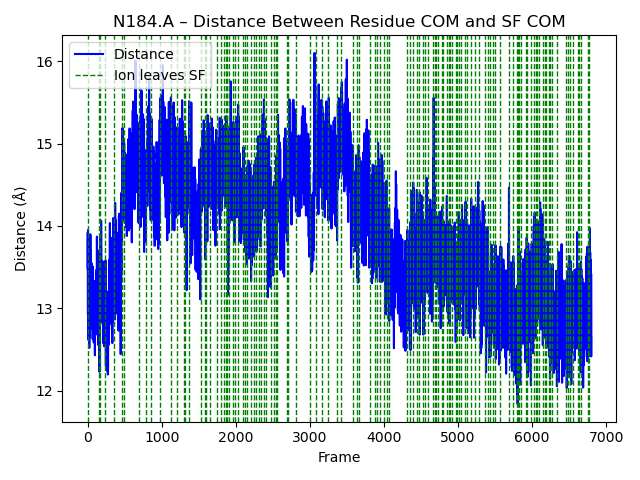 N184.A – Distance Between Residue COM and SF COM
Distance
Ion leaves SF
Distance (Å)
16
15
14
13
12
0 1000 2000 3000 4000 5000 6000 7000
Frame